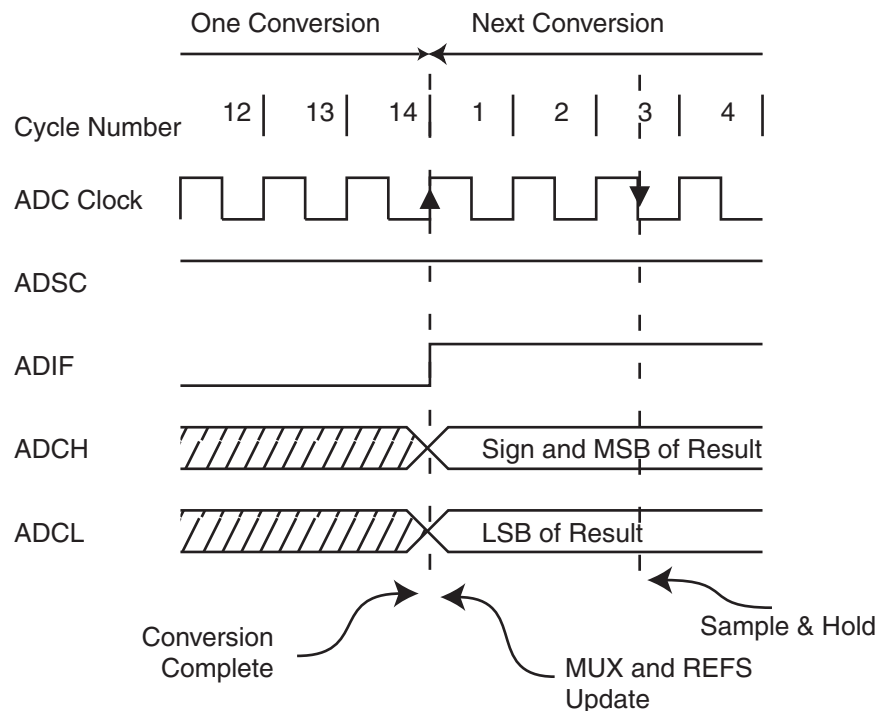 One Conversion Next Conversion
Cycle Number 12 13 14 1 2 3 4
ADC Clock
ADSC
ADIF
ADCH Sign and MSB of Result
ADCL LSB of Result
Conversion
Complete
MUX and REFS
Update
Sample & Hold